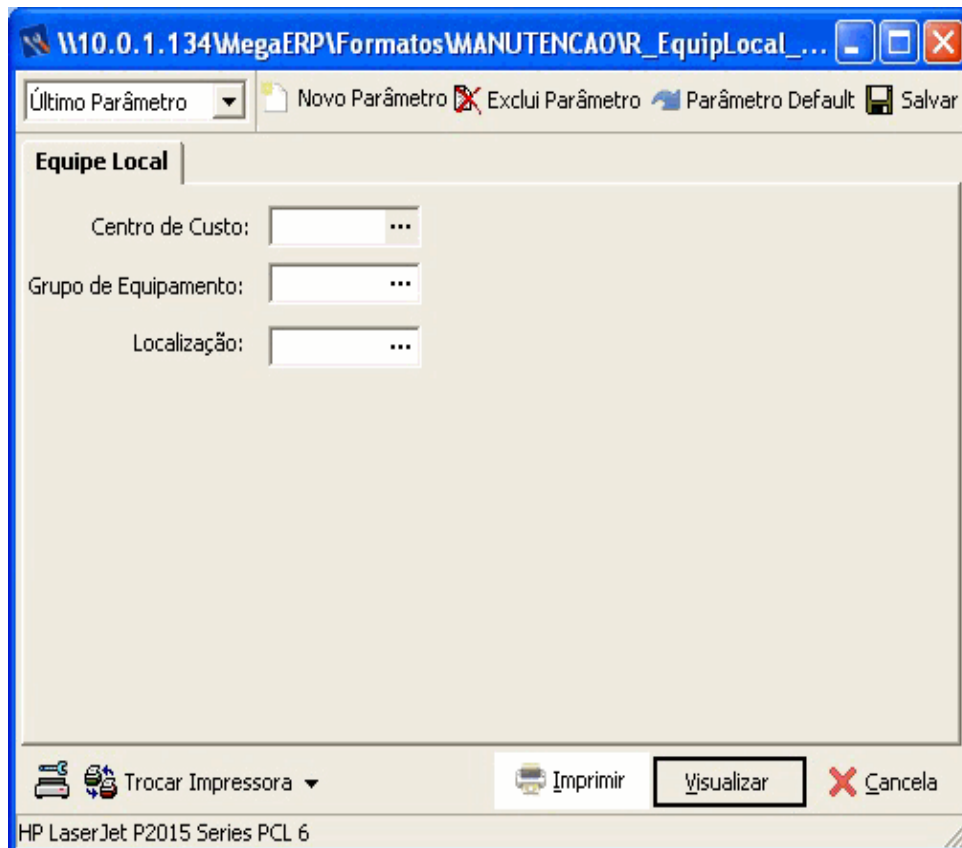 \\10.0.1.134\MegaERP\Formatos\MANUTENCAO\R_EquipLocal_...
Último Parâmetro Novo Parâmetro Exclui Parâmetro Parâmetro Default Salvar
Equipe Local
Centro de Custo: ...
Grupo de Equipamento: ...
Localização: ...
Trocar Impressora Imprimir Visualizar Cancela
HP LaserJet P2015 Series PCL 6